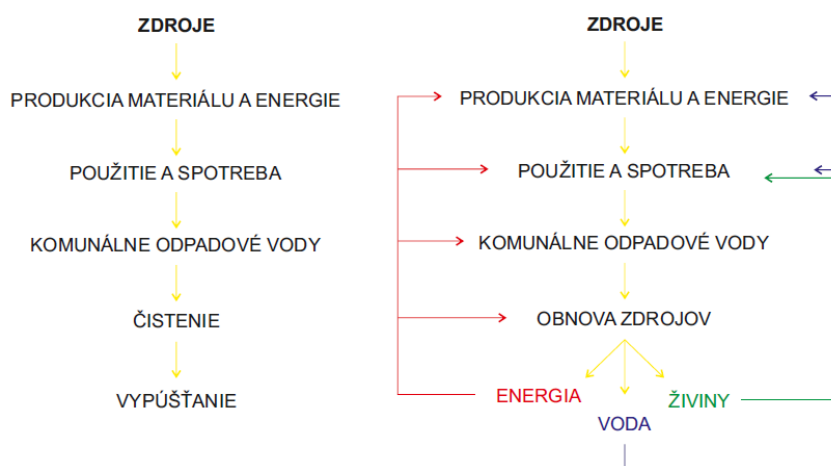 ZDROJE
PRODUKCIA MATERIÁLU A ENERGIE
POUŽITIE A SPOTREBA
KOMUNÁLNE ODPADOVÉ VODY
ČISTENIE
VYPÚŠŤANIE
ZDROJE
PRODUKCIA MATERIÁLU A ENERGIE
POUŽITIE A SPOTREBA
KOMUNÁLNE ODPADOVÉ VODY
OBNOVA ZDROJOV
ENERGIA
VODA
ŽIVINY